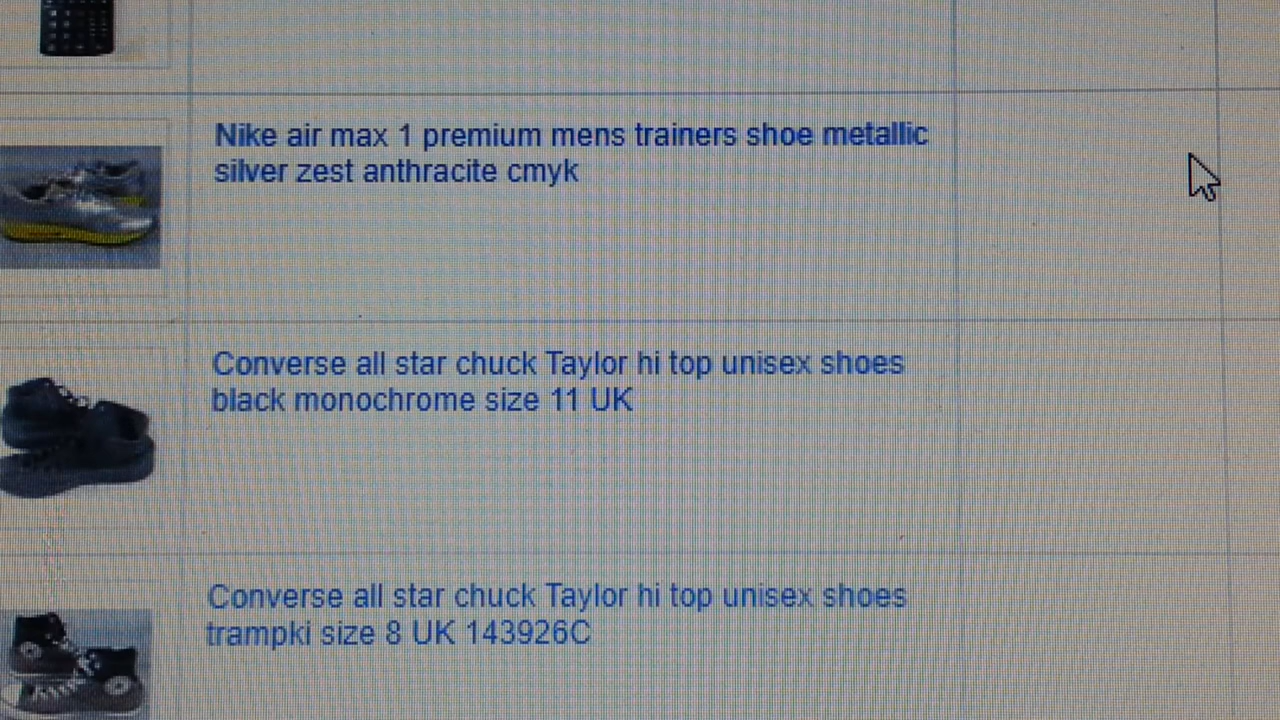 Nike air max 1 premium mens trainers shoe metallic
silver zest anthracite cmyk
Converse all star chuck Taylor hi top unisex shoes
black monochrome size 11 UK
Converse all star chuck Taylor hi top unisex shoes
trampki size 8 UK 143926C